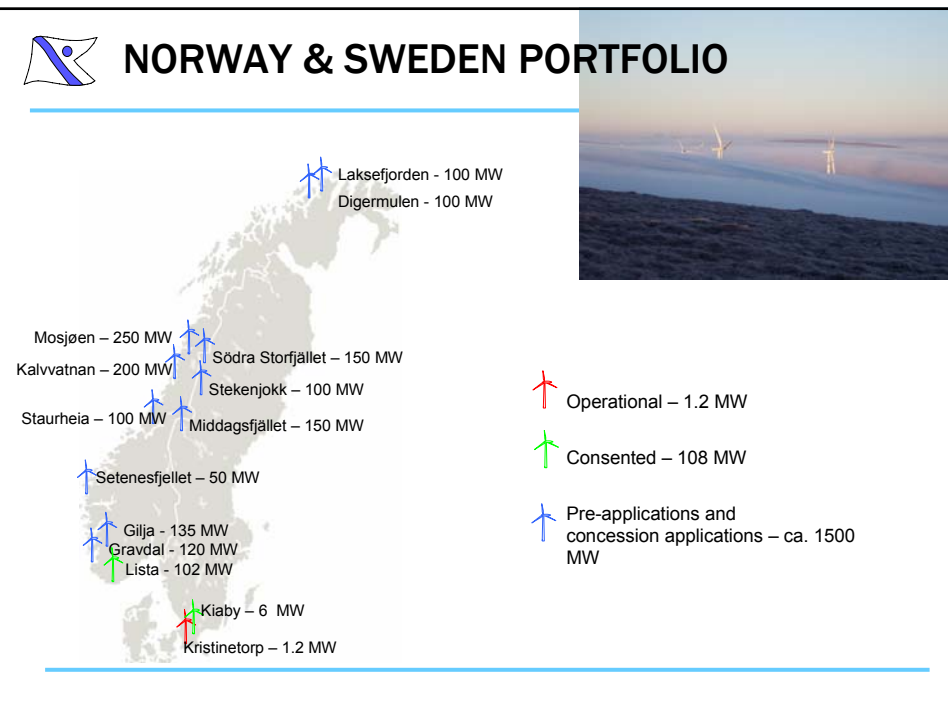 NORWAY & SWEDEN PORTFOLIO
Laksefjorden - 100 MW
Digermulen - 100 MW
Mosjøen – 250 MW
Södra Storfjället – 150 MW
Kalvvatnan – 200 MW
Stekenjokk – 100 MW
Staurheia – 100 MW
Middagsfjället – 150 MW
Setenesfjellet – 50 MW
Gilja - 135 MW
Gravdal - 120 MW
Lista - 102 MW
Kiaby – 6 MW
Kristinetorp – 1.2 MW
Operational – 1.2 MW
Consented – 108 MW
Pre-applications and
concession applications – ca. 1500
MW